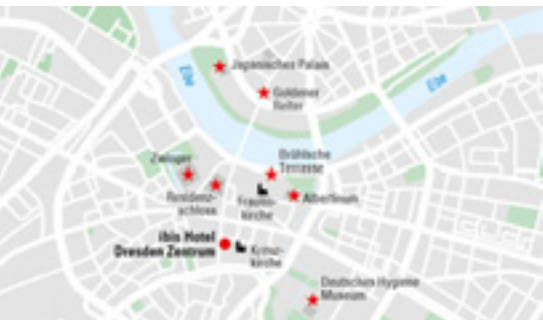 Japanisches Palais
Elbe
Elbe
Goldener
Reiter
Zwinger
Brühlische
Terrasse
Residenz-
schloss
Frauen-
kirche
Albertinum
ibis Hotel
Dresden Zentrum
Kreuz-
kirche
Deutsches Hygiene
Museum